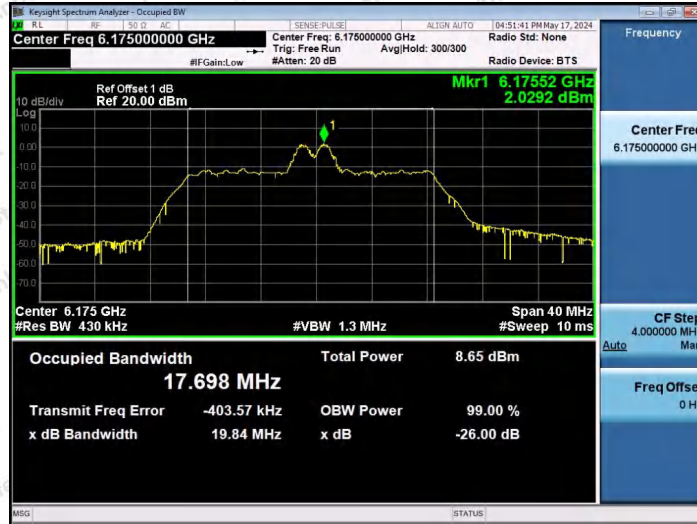 Keysight Spectrum Analyzer - Occupied BW
RL RF 50 Ω AC SENSE:PULSE ALIGN AUTO 04:51:41 PM May 17, 2024
Center Freq 6.175000000 GHz
Center Freq: 6.175000000 GHz Radio Std: None
Trig: Free Run Avg|Hold: 300/300
#IFGain:Low #Atten: 20 dB Radio Device: BTS
Frequency
Mkr1 6.17552 GHz
2.0292 dBm
Ref Offset 1 dB
10 dB/div Ref 20.00 dBm
Log
10.0
0.00
-10.0
-20.0
-30.0
-40.0
-50.0
-60.0
-70.0
1
Center Fre
6.175000000 GH
Center 6.175 GHz Span 40 MHz
#Res BW 430 kHz #VBW 1.3 MHz #Sweep 10 ms
CF Ste
4.000000 MH
Auto Ma
Occupied Bandwidth Total Power 8.65 dBm
17.698 MHz
Transmit Freq Error -403.57 kHz OBW Power 99.00 %
x dB Bandwidth 19.84 MHz x dB -26.00 dB
Freq Offse
0 H
MSG STATUS